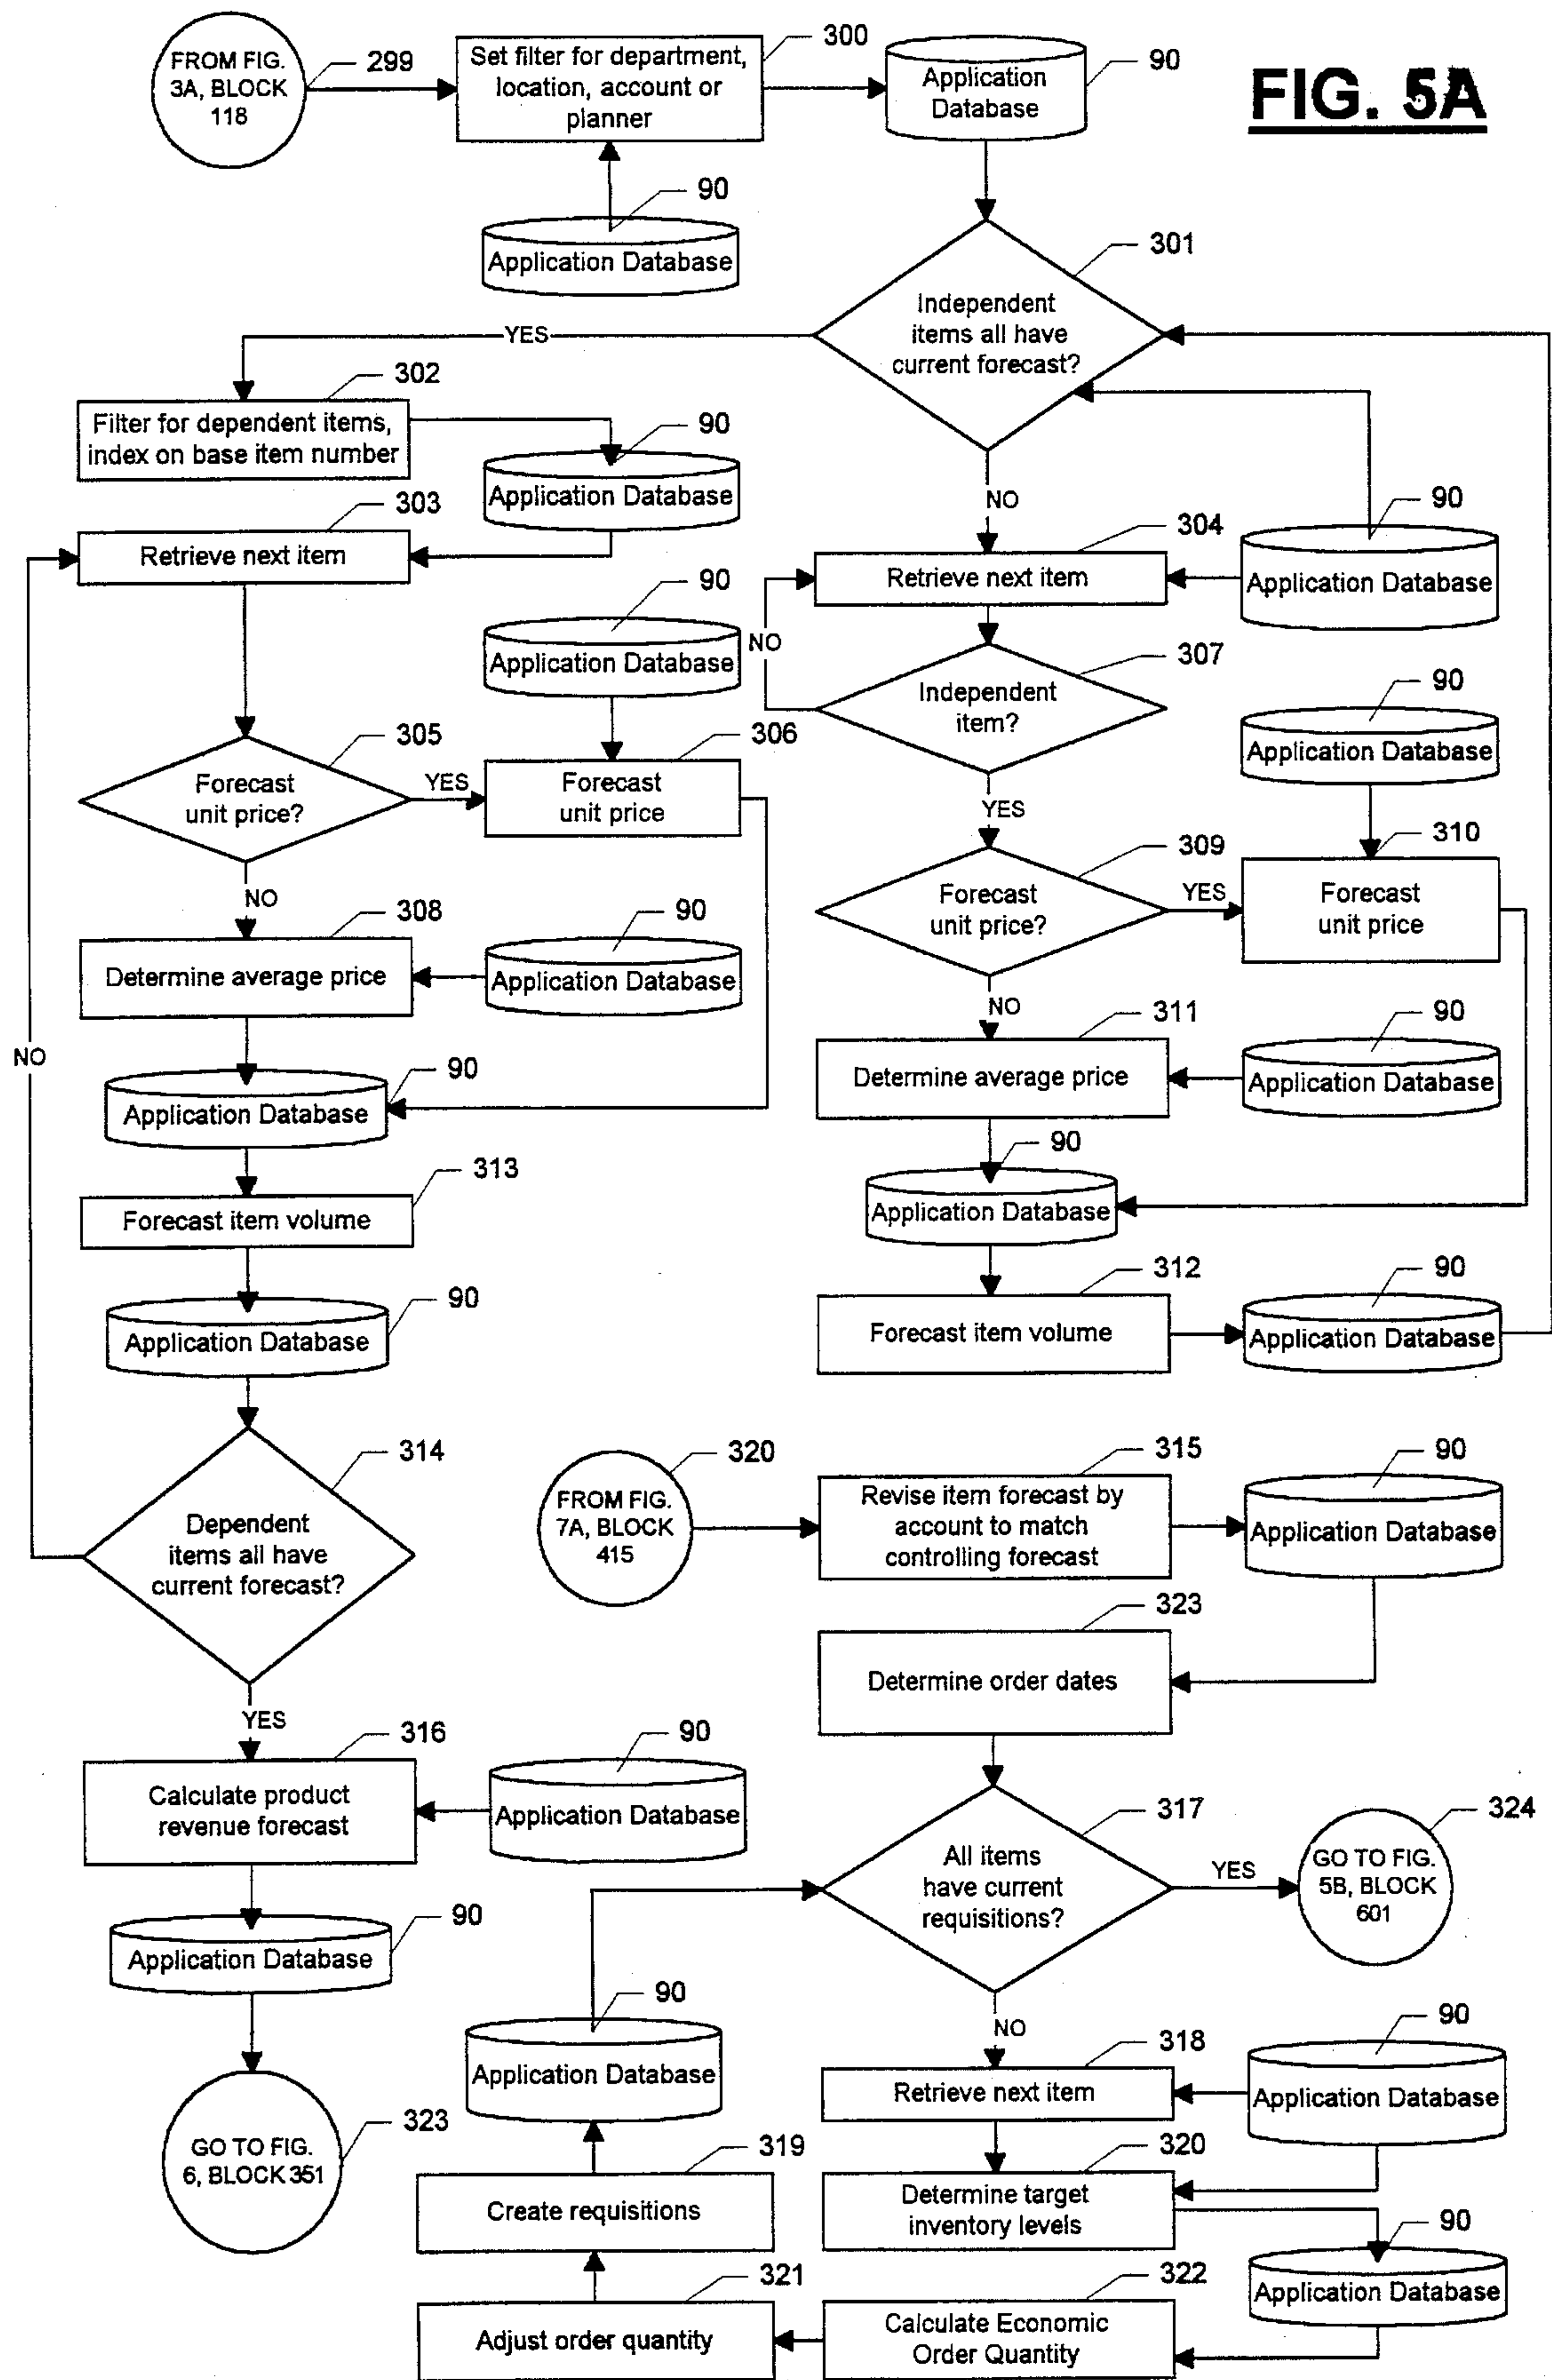 FIG. 5A
FROM FIG.
3A, BLOCK
118
299
Set filter for department,
location, account or
planner
300
Application
Database
90
90
Application Database
301
Independent
items all have
current forecast?
YES
302
Filter for dependent items,
index on base item number
90
Application Database
NO
303
Retrieve next item
304
Retrieve next item
90
Application Database
90
Application Database
NO
307
Independent
item?
90
Application Database
305
Forecast
unit price?
YES
306
Forecast
unit price
YES
309
Forecast
unit price?
YES
310
Forecast
unit price
NO
308
Determine average price
90
Application Database
NO
311
Determine average price
90
Application Database
NO
90
Application Database
90
Application Database
313
Forecast item volume
312
Forecast item volume
90
Application Database
90
Application Database
314
Dependent
items all have
current forecast?
320
FROM FIG.
7A, BLOCK
415
315
Revise item forecast by
account to match
controlling forecast
90
Application Database
323
Determine order dates
YES
316
Calculate product
revenue forecast
90
Application Database
317
All items
have current
requisitions?
YES
324
GO TO FIG.
5B, BLOCK
601
90
Application Database
90
Application Database
NO
318
Retrieve next item
90
Application Database
323
GO TO FIG.
6, BLOCK 351
319
Create requisitions
320
Determine target
inventory levels
90
Application Database
321
Adjust order quantity
322
Calculate Economic
Order Quantity